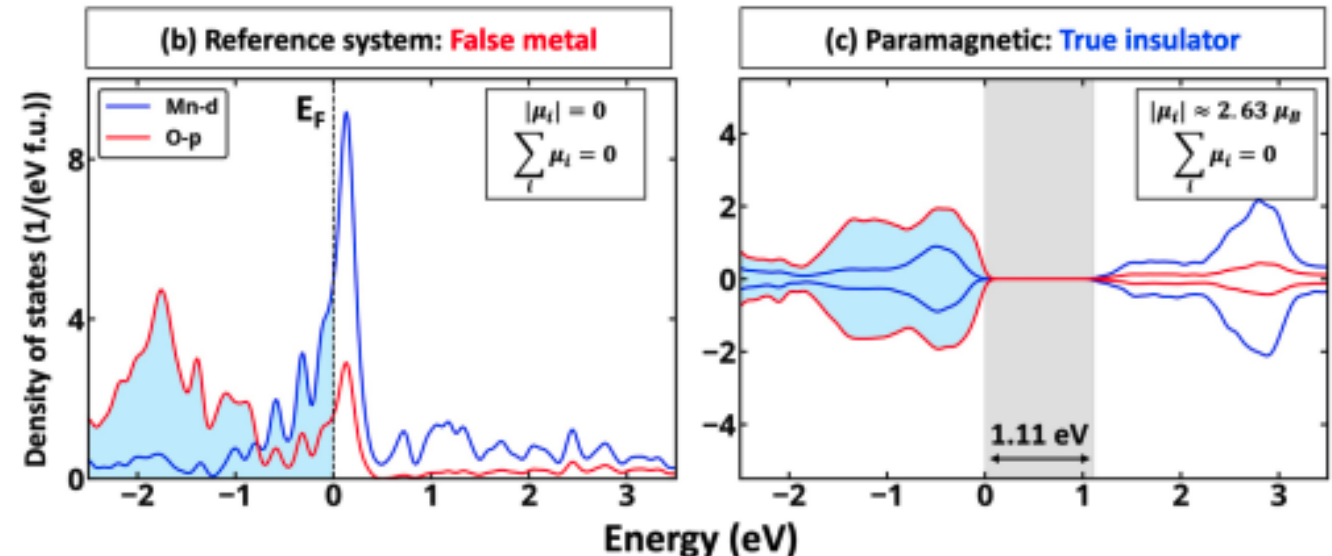 (b) Reference system: False metal
(c) Paramagnetic: True insulator
Density of states (1/(eV f.u.))
Mn-d
O-p
E_F
|μ_i| = 0
∑_i μ_i = 0
8
4
0
−2 −1 0 1 2 3
|μ_i| ≈ 2.63 μ_B
∑_i μ_i = 0
4
2
0
−2
−4
1.11 eV
−2 −1 0 1 2 3
Energy (eV)